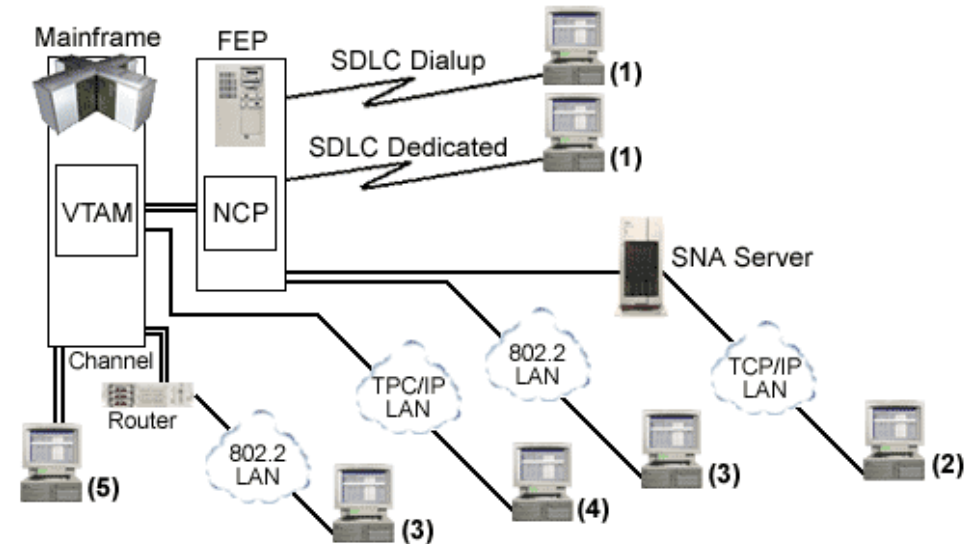 Mainframe
FEP
SDLC Dialup
(1)
SDLC Dedicated
(1)
VTAM
NCP
SNA Server
Channel
Router
802.2
LAN
TPC/IP
LAN
802.2
LAN
TCP/IP
LAN
(5)
(3)
(4)
(3)
(2)